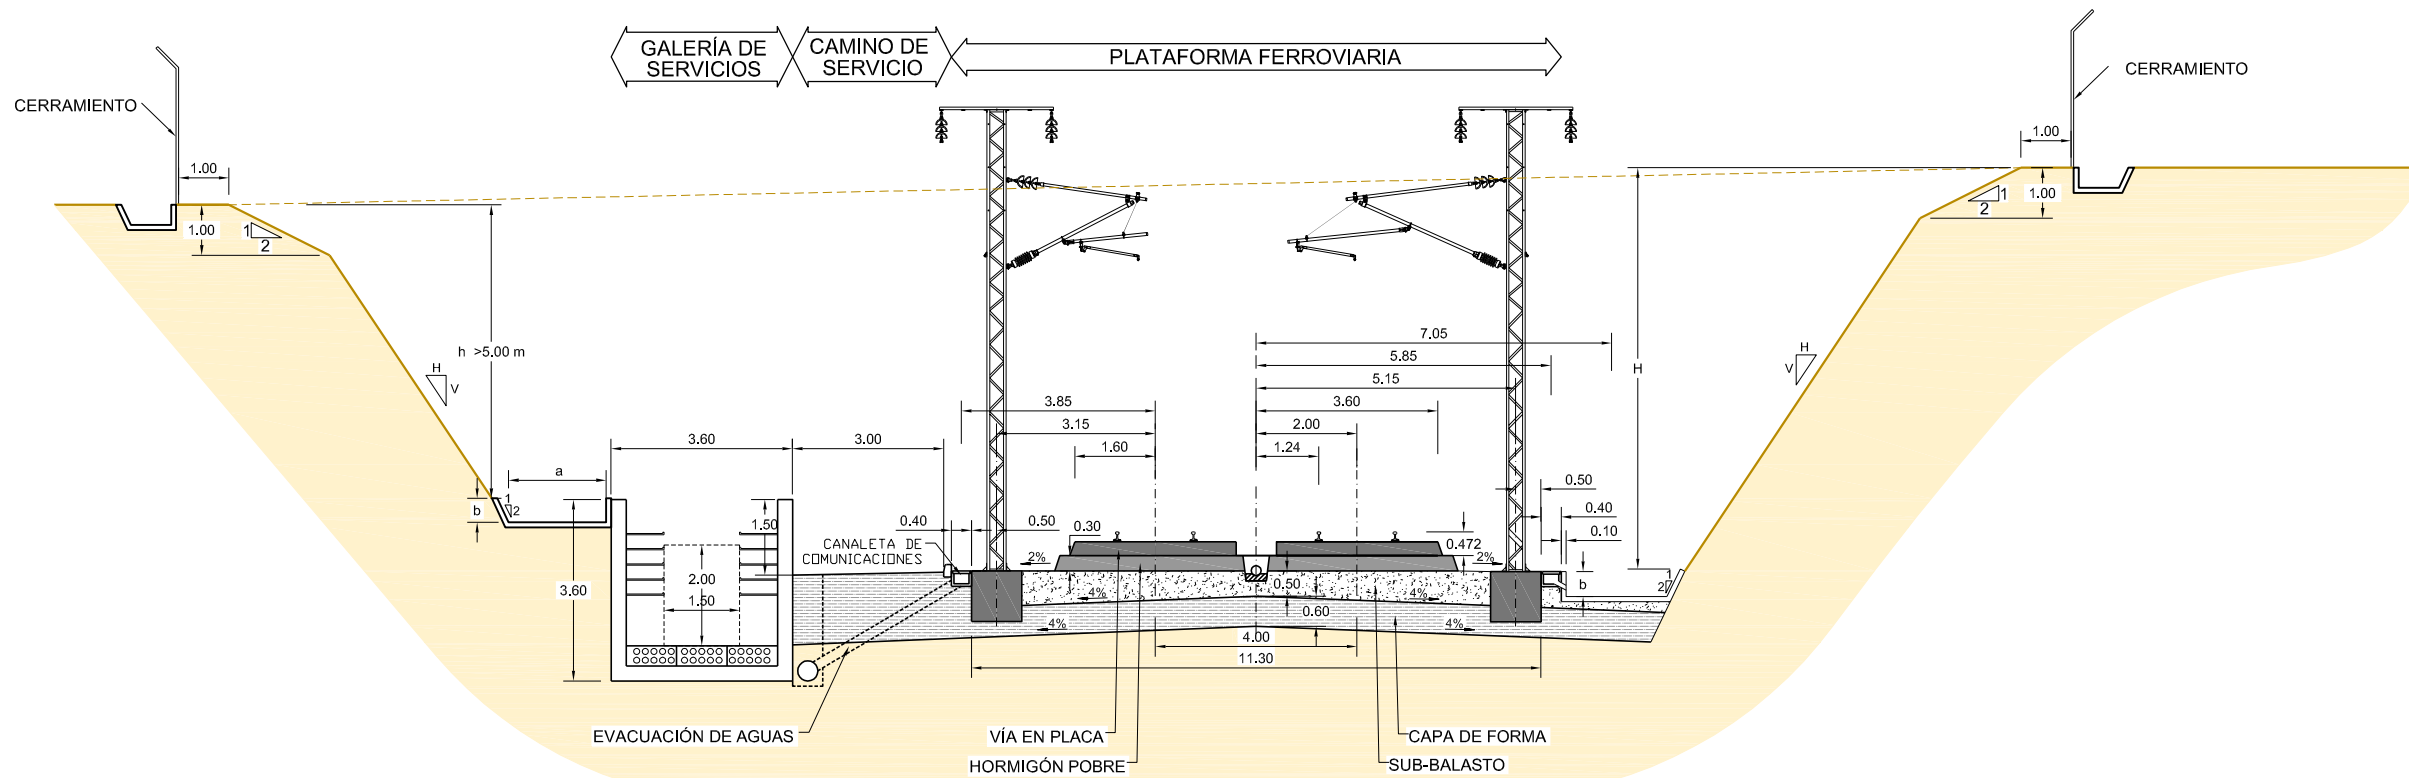 GALERÍA DE
SERVICIOS
CAMINO DE
SERVICIO
PLATAFORMA FERROVIARIA
CERRAMIENTO
CERRAMIENTO
1.00
1.00
1.00
1
2
1.00
1
2
h >5.00 m
H
V
H
H
V
7.05
5.85
5.15
3.85
3.60
3.15
2.00
1.60
1.24
3.60
3.00
a
b
1
2
1.50
0.40
0.50
0.30
0.50
0.40
0.10
0.472
CANALETA DE
COMUNICACIONES
2%
2%
2.00
1.50
3.60
4%
0.50
4%
0.60
4%
4%
b
1
2
4.00
11.30
EVACUACIÓN DE AGUAS
VÍA EN PLACA
CAPA DE FORMA
HORMIGÓN POBRE
SUB-BALASTO